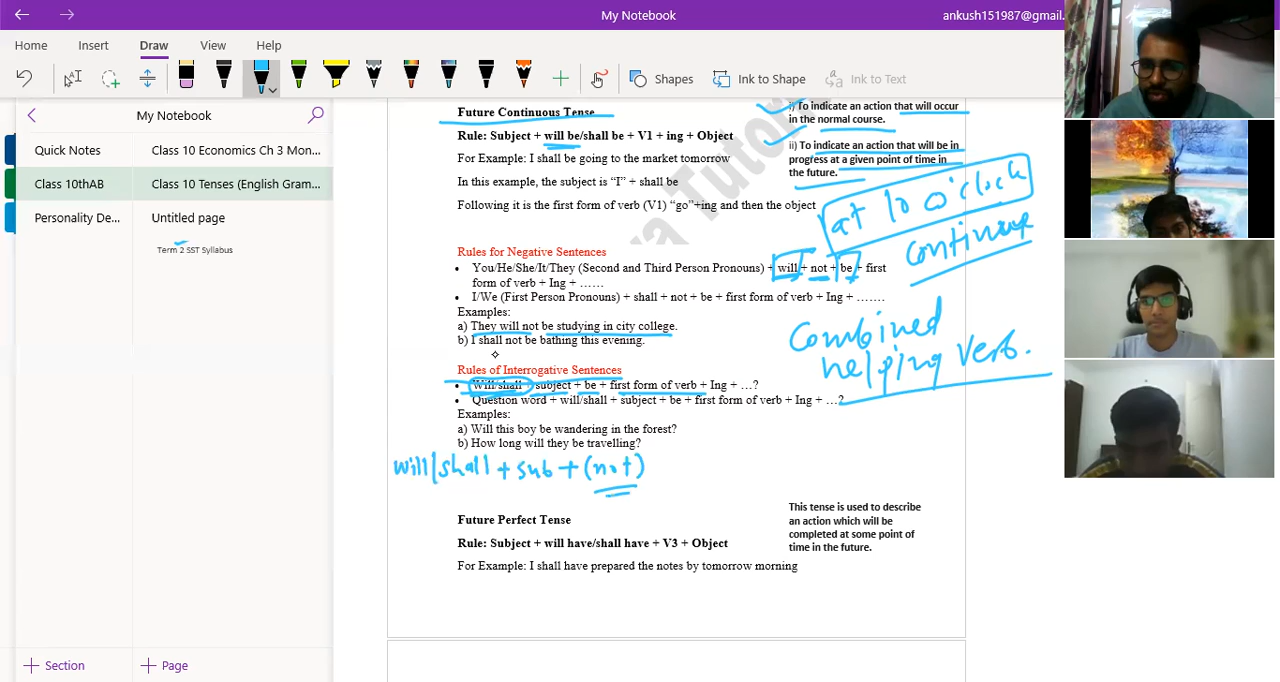 My Notebook
ankush151987@gmail.
Home Insert Draw View Help
Shapes Ink to Shape Ink to Text
My Notebook
Quick Notes
Class 10thAB
Personality De...
Class 10 Economics Ch 3 Mon...
Class 10 Tenses (English Gram...
Untitled page
Term 2 SST Syllabus
Section
Page
Future Continuous Tense
Rule: Subject + will be/shall be + V1 + ing + Object
For Example: I shall be going to the market tomorrow
In this example, the subject is “I” + shall be
Following it is the first form of verb (V1) “go”+ing and then the object
i) To indicate an action that will occur
in the normal course.
ii) To indicate an action that will be in
progress at a given point of time in
the future.
at 10 o'clock
continue
Rules for Negative Sentences
• You/He/She/It/They (Second and Third Person Pronouns) + will + not + be + first
form of verb + Ing + ……
• I/We (First Person Pronouns) + shall + not + be + first form of verb + Ing + …….
Examples:
a) They will not be studying in city college.
b) I shall not be bathing this evening.
Combined
helping verb.
Rules of Interrogative Sentences
• Will/shall + subject + be + first form of verb + Ing + …?
• Question word + will/shall + subject + be + first form of verb + Ing + …?
Examples:
a) Will this boy be wandering in the forest?
b) How long will they be travelling?
will/shall + sub + (not)
Future Perfect Tense
Rule: Subject + will have/shall have + V3 + Object
For Example: I shall have prepared the notes by tomorrow morning
This tense is used to describe
an action which will be
completed at some point of
time in the future.